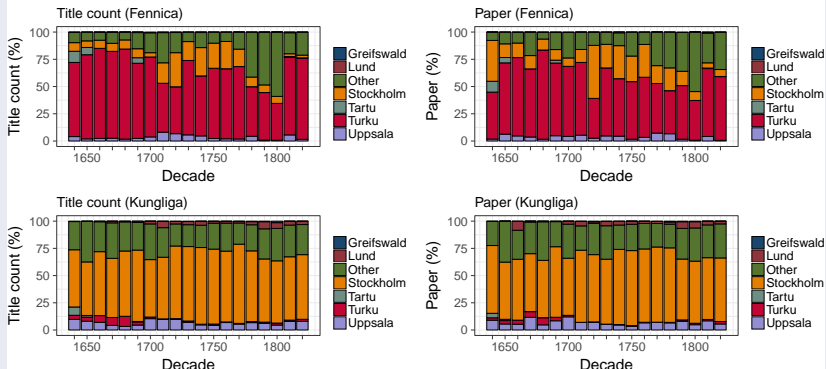 Title count (Fennica)
Title count (%)
100
75
50
25
0
1650
1700
1750
1800
Decade
Greifswald
Lund
Other
Stockholm
Tartu
Turku
Uppsala
Paper (Fennica)
Paper (%)
100
75
50
25
0
1650
1700
1750
1800
Decade
Greifswald
Lund
Other
Stockholm
Tartu
Turku
Uppsala
Title count (Kungliga)
Title count (%)
100
75
50
25
0
1650
1700
1750
1800
Decade
Greifswald
Lund
Other
Stockholm
Tartu
Turku
Uppsala
Paper (Kungliga)
Paper (%)
100
75
50
25
0
1650
1700
1750
1800
Decade
Greifswald
Lund
Other
Stockholm
Tartu
Turku
Uppsala